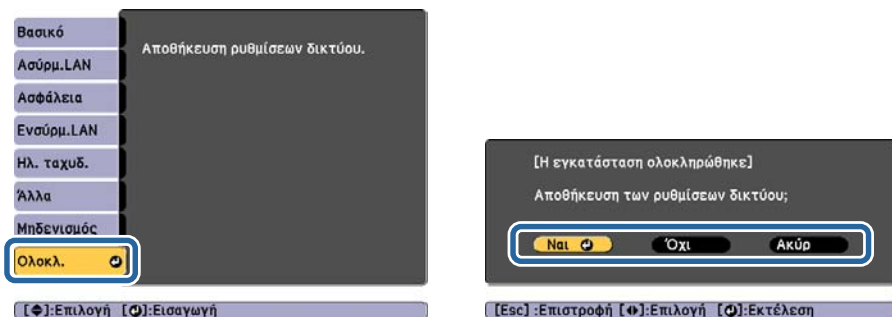 Βασικό
Αποθήκευση ρυθμίσεων δικτύου.
Ασύρμ.LAN
Ασφάλεια
Ενσύρμ.LAN
Ηλ. ταχυδ.
Άλλα
Μηδενισμός
Ολοκλ.
[Η εγκατάσταση ολοκληρώθηκε]
Αποθήκευση των ρυθμίσεων δικτύου;
Ναι Όχι Ακύρ
[ ]:Επιλογή [ ]:Εισαγωγή
[Esc] :Επιστροφή [ ]:Επιλογή [ ]:Εκτέλεση